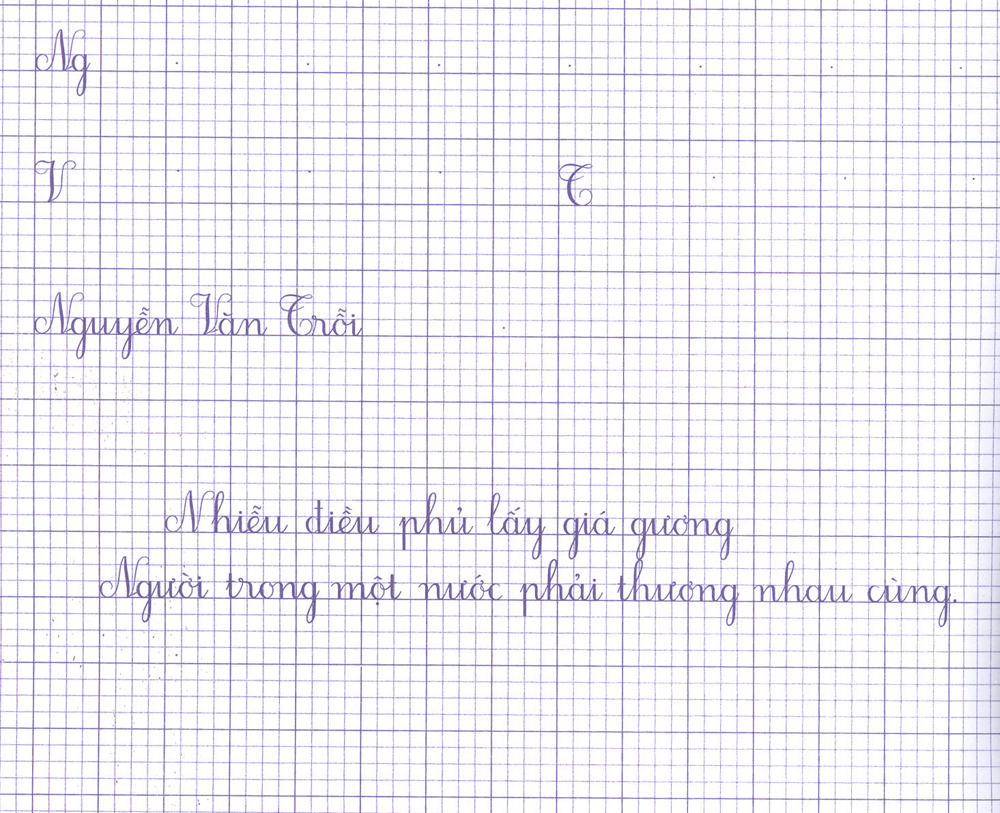 Ng
V T
Nguyễn Văn Trỗi
Nhiễu điều phủ lấy giá gương
Người trong một nước phải thương nhau cùng.